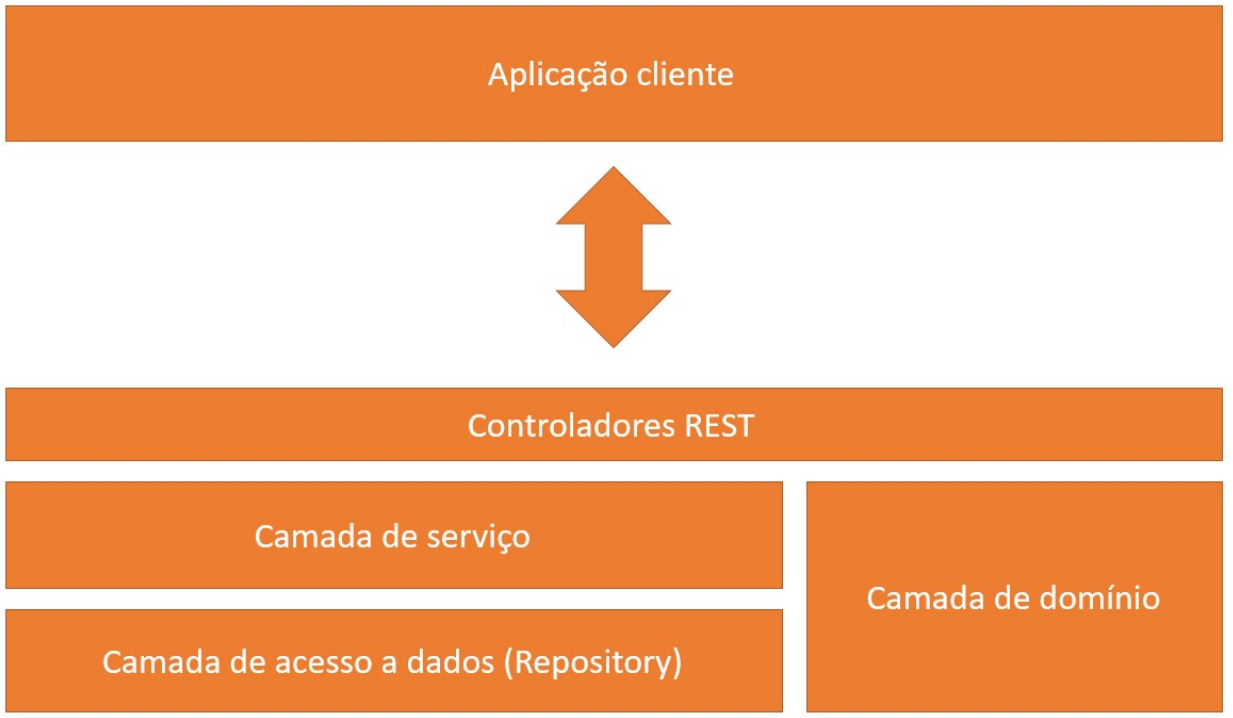 Aplicação cliente
Controladores REST
Camada de serviço
Camada de domínio
Camada de acesso a dados (Repository)